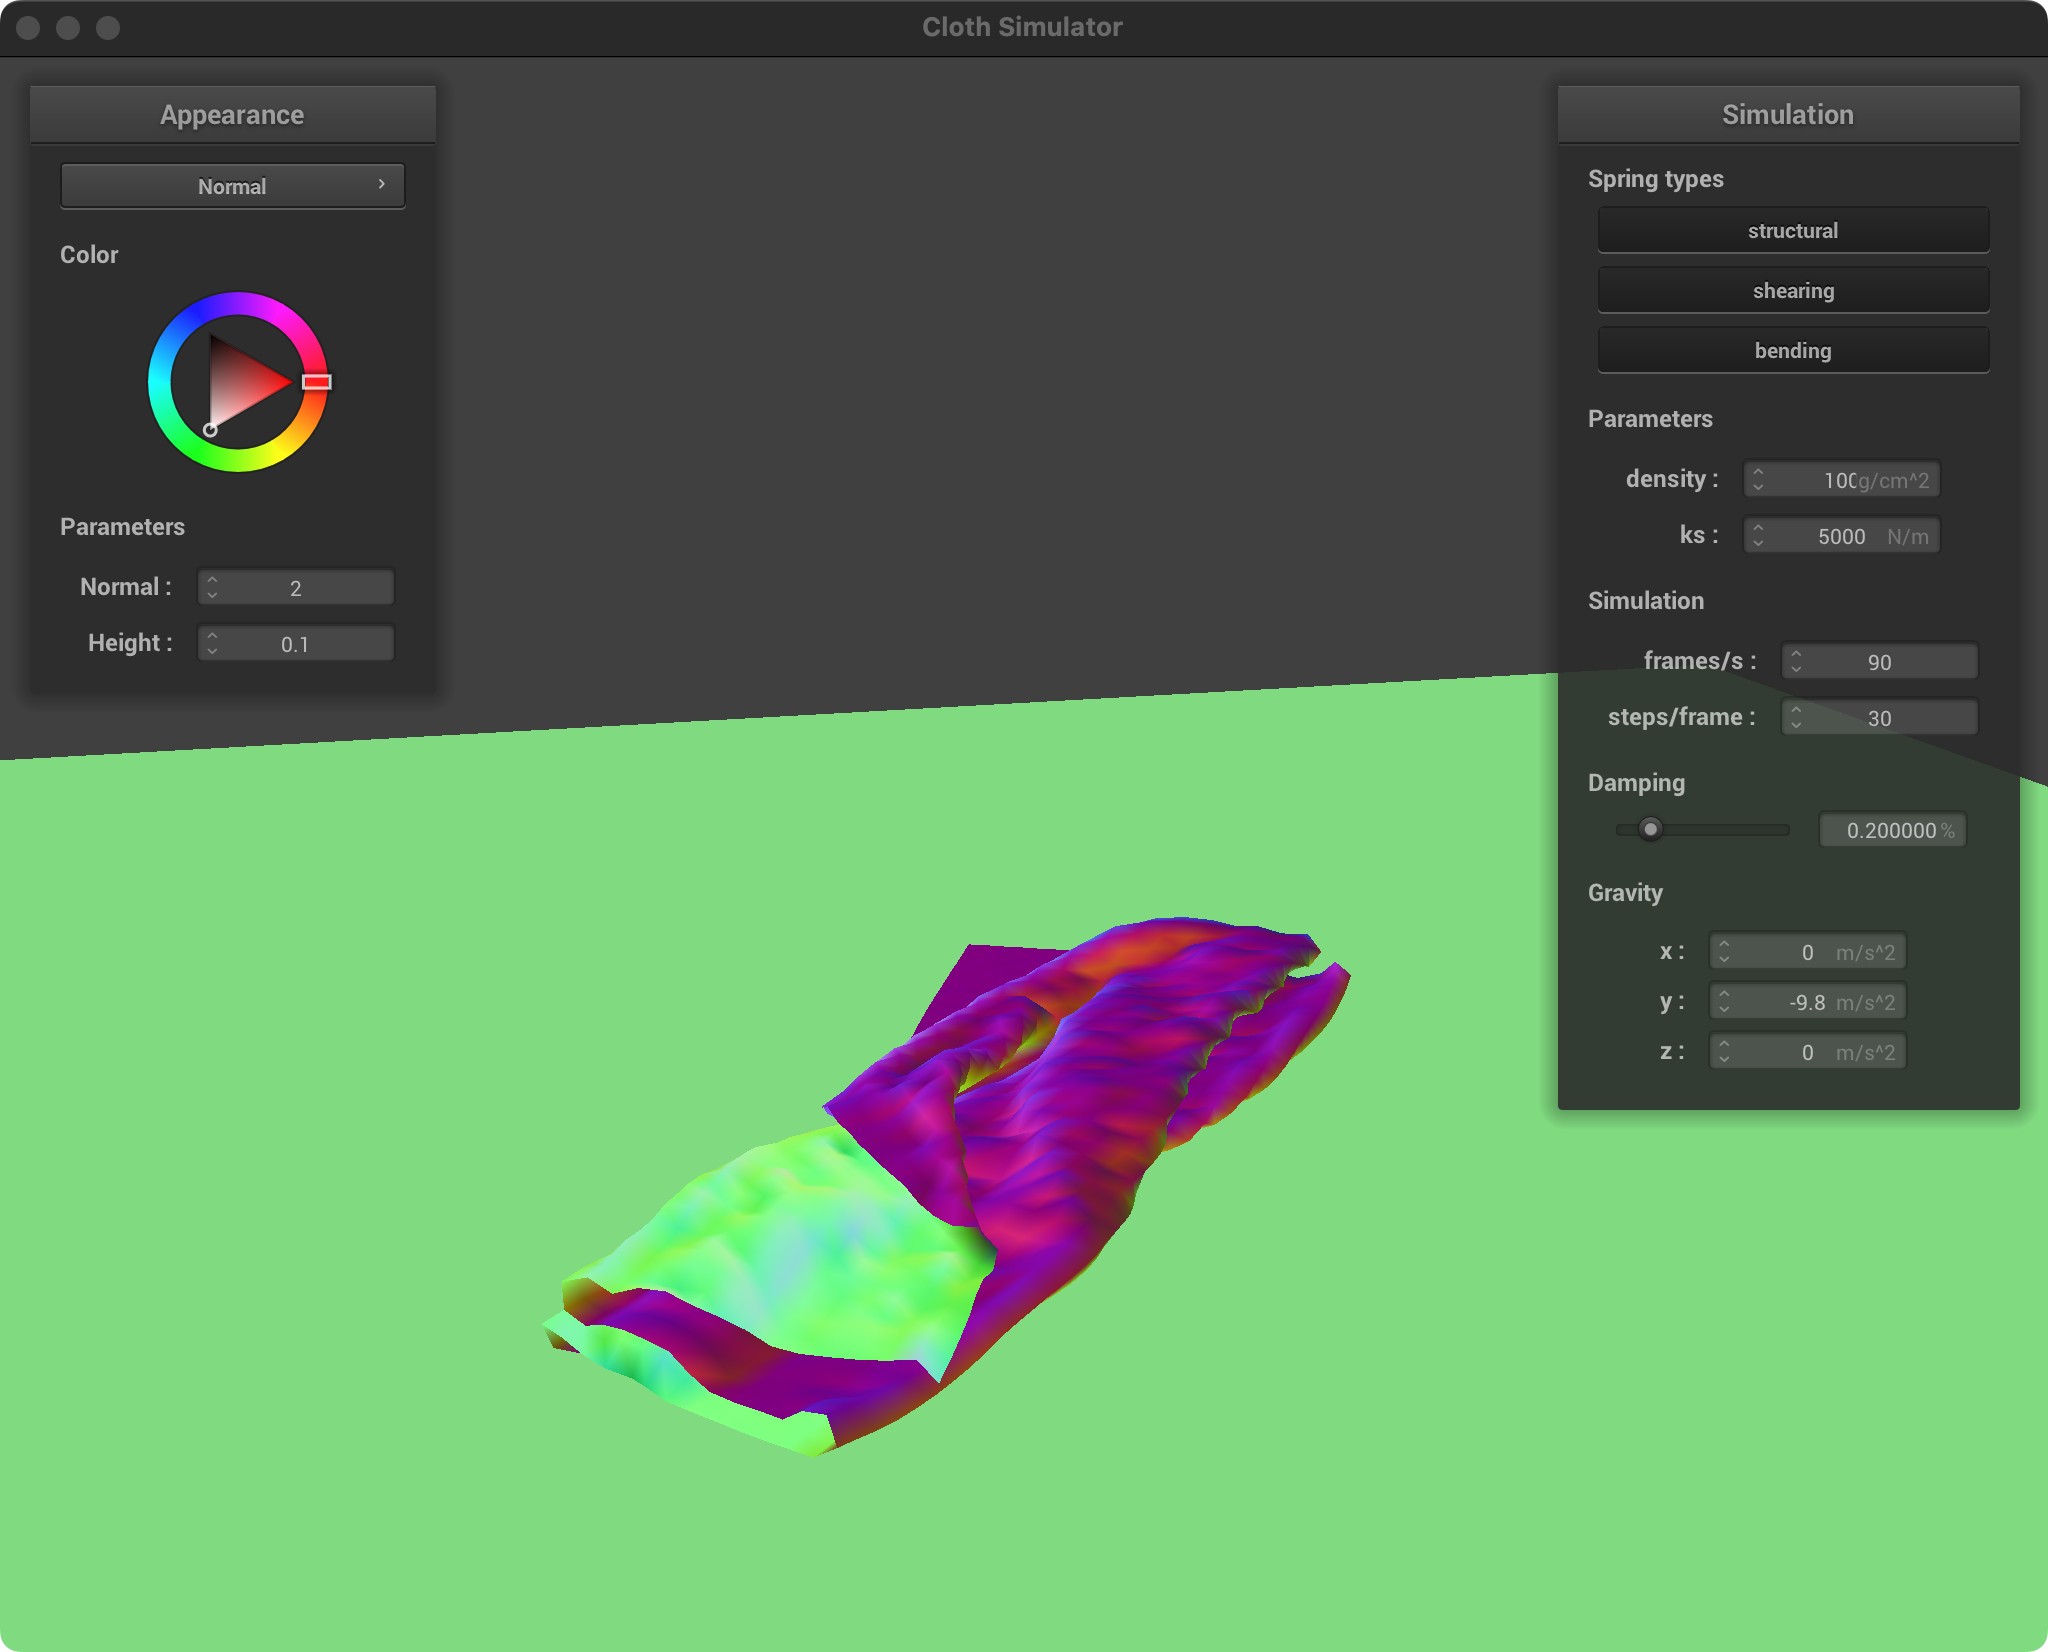 Cloth Simulator
Appearance
Normal
Color
Parameters
Normal : 2
Height : 0.1
Simulation
Spring types
structural
shearing
bending
Parameters
density : 100 g/cm^2
ks : 5000 N/m
Simulation
frames/s : 90
steps/frame : 30
Damping
0.200000 %
Gravity
x : 0 m/s^2
y : -9.8 m/s^2
z : 0 m/s^2